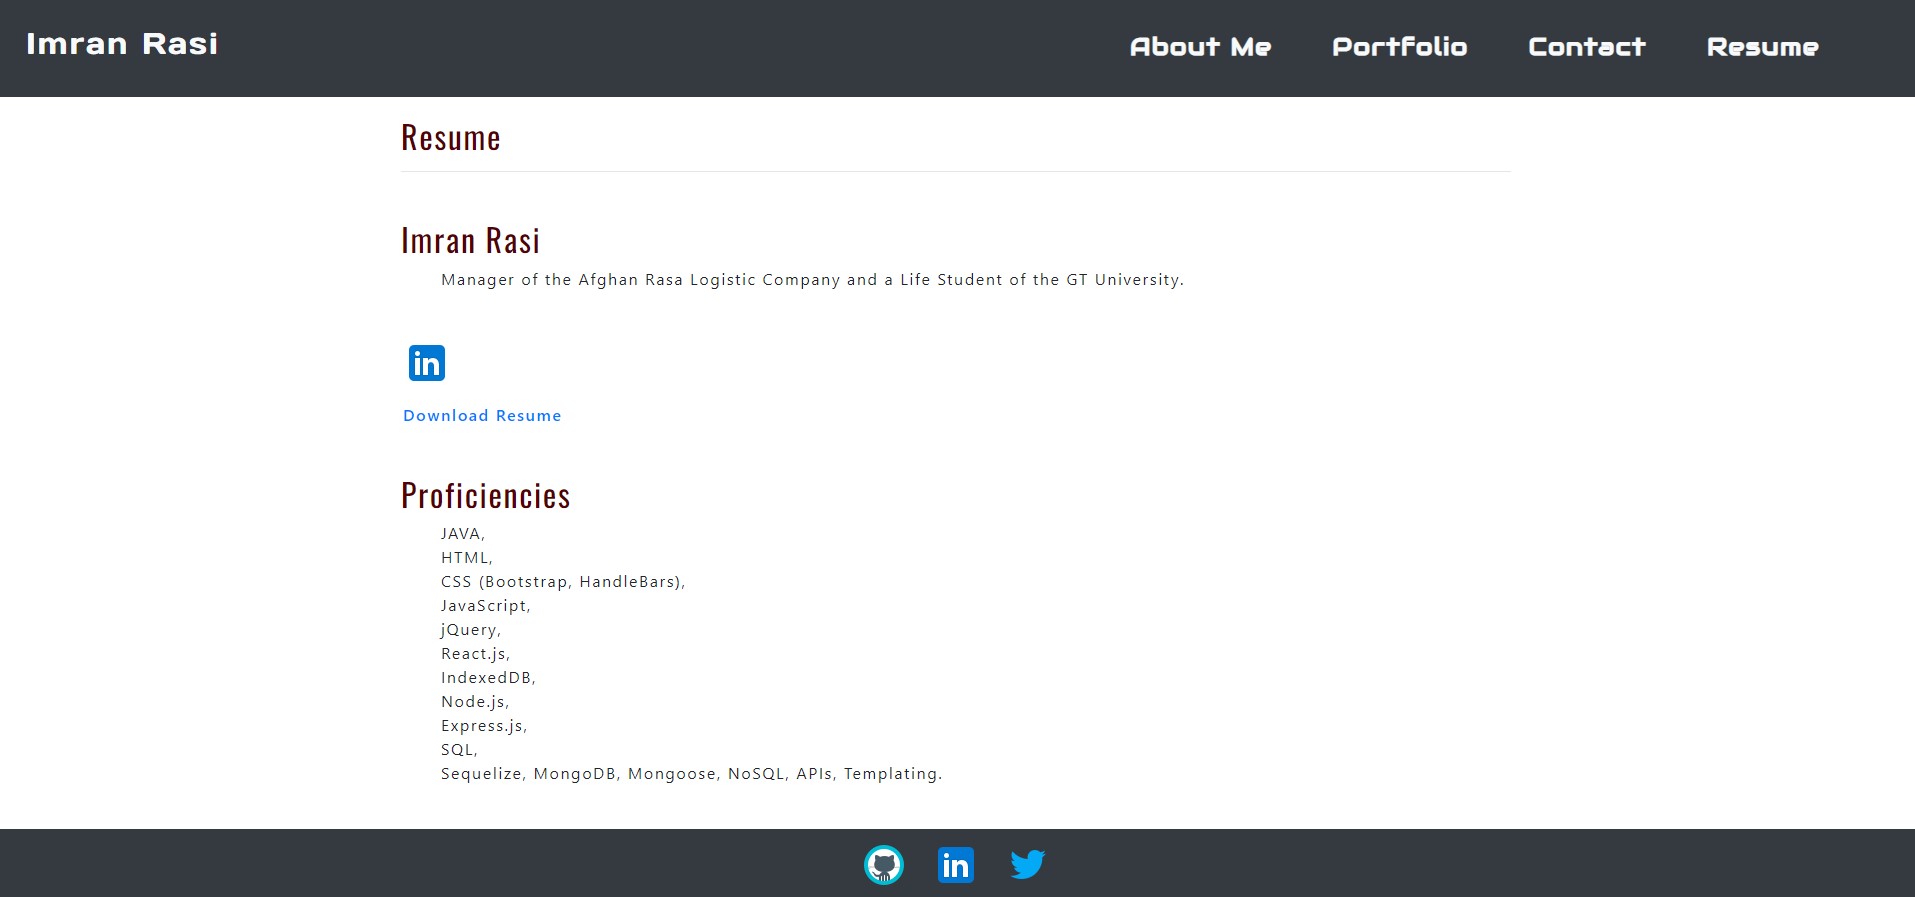 Imran Rasi
About Me Portfolio Contact Resume
Resume
Imran Rasi
Manager of the Afghan Rasa Logistic Company and a Life Student of the GT University.
in
Download Resume
Proficiencies
JAVA,
HTML,
CSS (Bootstrap, HandleBars),
JavaScript,
jQuery,
React.js,
IndexedDB,
Node.js,
Express.js,
SQL,
Sequelize, MongoDB, Mongoose, NoSQL, APIs, Templating.
in